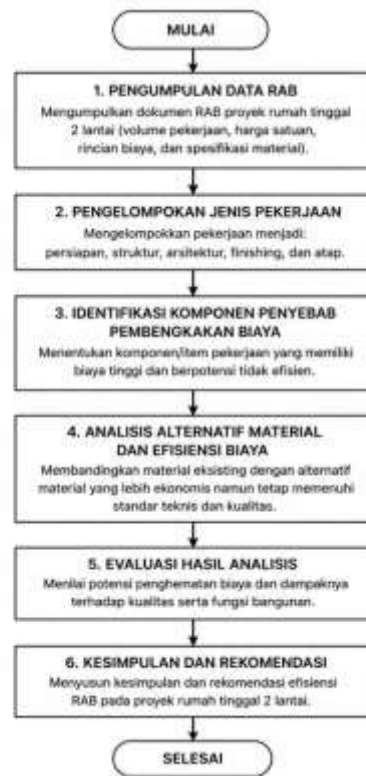 MULAI
1. PENGUMPULAN DATA RAB
Mengumpulkan dokumen RAB proyek rumah tinggal
2 lantai (volume pekerjaan, harga satuan,
rincian biaya, dan spesifikasi material).
2. PENGELOMPOKAN JENIS PEKERJAAN
Mengelompokkan pekerjaan menjadi:
persiapan, struktur, arsitektur, finishing, dan atap.
3. IDENTIFIKASI KOMPONEN PENYEBAB
PEMBENGKAKAN BIAYA
Menentukan komponen/item pekerjaan yang memiliki
biaya tinggi dan berpotensi tidak efisien.
4. ANALISIS ALTERNATIF MATERIAL
DAN EFISIENSI BIAYA
Membandingkan material eksisting dengan alternatif
material yang lebih ekonomis namun tetap memenuhi
standar teknis dan kualitas.
5. EVALUASI HASIL ANALISIS
Menilai potensi penghematan biaya dan dampaknya
terhadap kualitas serta fungsi bangunan.
6. KESIMPULAN DAN REKOMENDASI
Menyusun kesimpulan dan rekomendasi efisiensi
RAB pada proyek rumah tinggal 2 lantai.
SELESAI